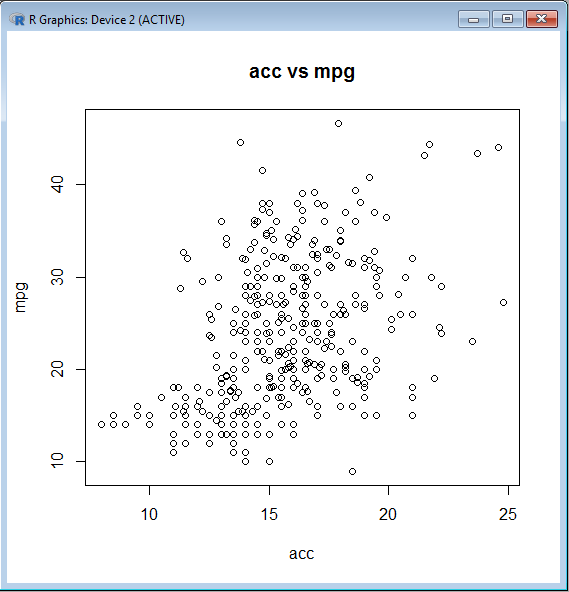 R Graphics: Device 2 (ACTIVE)
acc vs mpg
mpg
40
30
20
10
10 15 20 25
acc